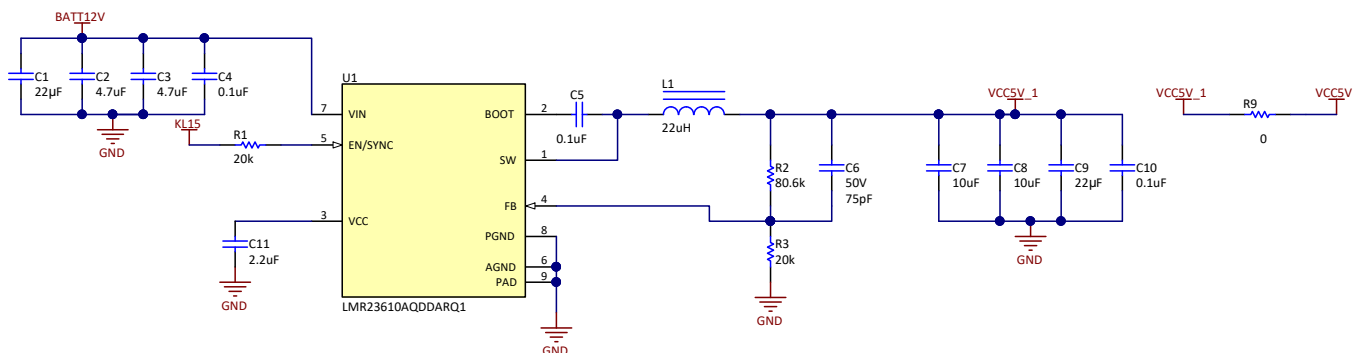 BATT12V
C1
22µF
C2
4.7uF
C3
4.7uF
C4
0.1uF
GND
KL15
R1
20k
C11
2.2uF
GND
U1
7
VIN
5
EN/SYNC
3
VCC
BOOT
2
SW
1
FB
4
PGND
8
AGND
6
PAD
9
LMR23610AQDDARQ1
GND
C5
0.1uF
L1
22uH
R2
80.6k
C6
50V
75pF
R3
20k
GND
VCC5V_1
C7
10uF
C8
10uF
C9
22µF
C10
0.1uF
GND
VCC5V_1
R9
0
VCC5V